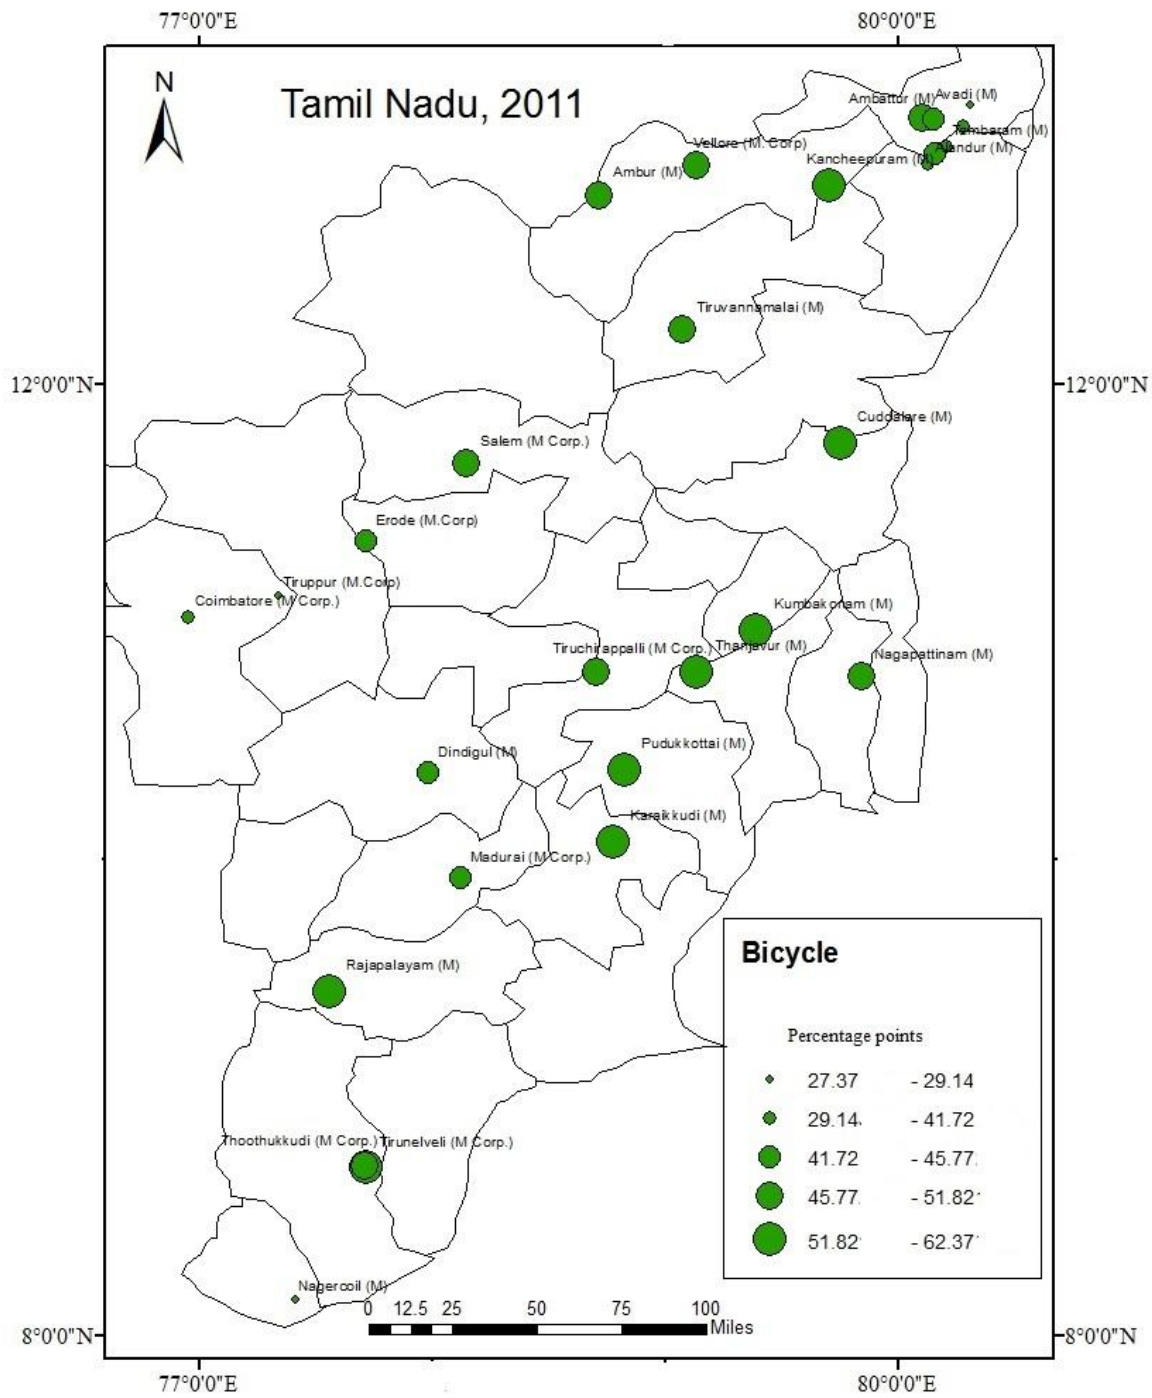 77°0'0"E 80°0'0"E
N
Tamil Nadu, 2011
Ambattur (M) Avadi (M)
Tambaram (M)
Vellore (M. Corp)
Alandur (M)
Kancheepuram (M)
Ambur (M)
Tiruvannamalai (M)
12°0'0"N 12°0'0"N
Cuddalore (M)
Salem (M Corp.)
Erode (M.Corp)
Tiruppur (M.Corp)
Coimbatore (M Corp.)
Kumbakonam (M)
Tiruchirappalli (M Corp.) Thanjavur (M)
Nagapattinam (M)
Pudukkottai (M)
Dindigul (M)
Karaikkudi (M)
Madurai (M Corp.)
Rajapalayam (M)
Bicycle
Percentage points
27.37 - 29.14
29.14 - 41.72
41.72 - 45.77
45.77 - 51.82
51.82 - 62.37
Thoothukkudi (M Corp.) Tirunelveli (M Corp.)
Nagercoil (M)
0 12.5 25 50 75 100
Miles
8°0'0"N 8°0'0"N
77°0'0"E 80°0'0"E